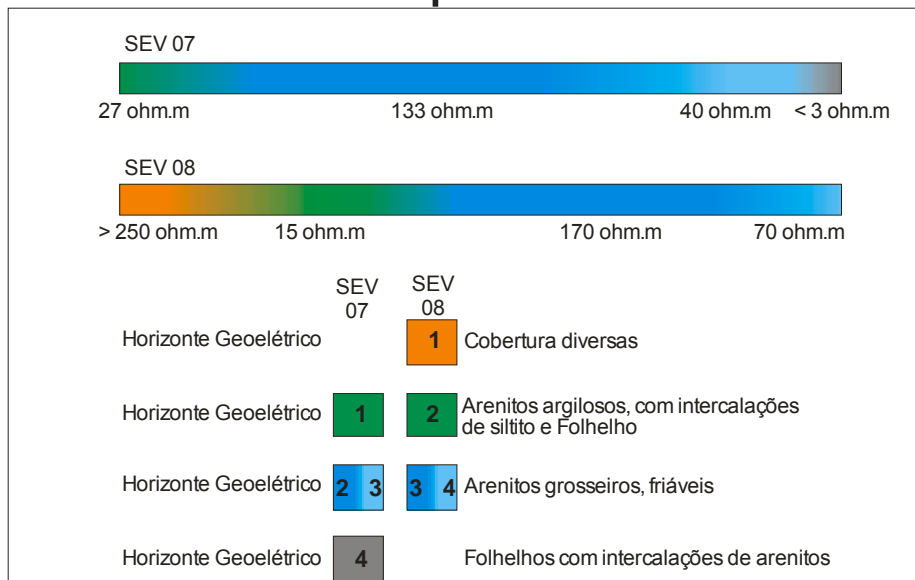 SEV 07
27 ohm.m 133 ohm.m 40 ohm.m < 3 ohm.m
SEV 08
> 250 ohm.m 15 ohm.m 170 ohm.m 70 ohm.m
SEV SEV
07 08
Horizonte Geoelétrico 1 Cobertura diversas
Horizonte Geoelétrico 1 2 Arenitos argilosos, com intercalações
de siltito e Folhelho
Horizonte Geoelétrico 2 3 3 4 Arenitos grosseiros, friáveis
Horizonte Geoelétrico 4 Folhelhos com intercalações de arenitos